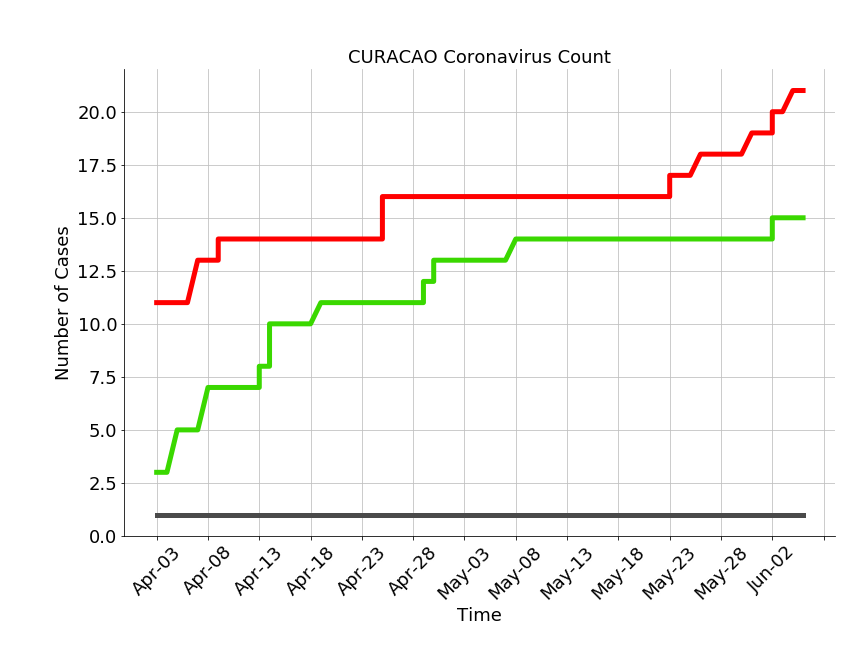 CURACAO Coronavirus Count
Number of Cases
20.0
17.5
15.0
12.5
10.0
7.5
5.0
2.5
0.0
Apr-03 Apr-08 Apr-13 Apr-18 Apr-23 Apr-28 May-03 May-08 May-13 May-18 May-23 May-28 Jun-02
Time